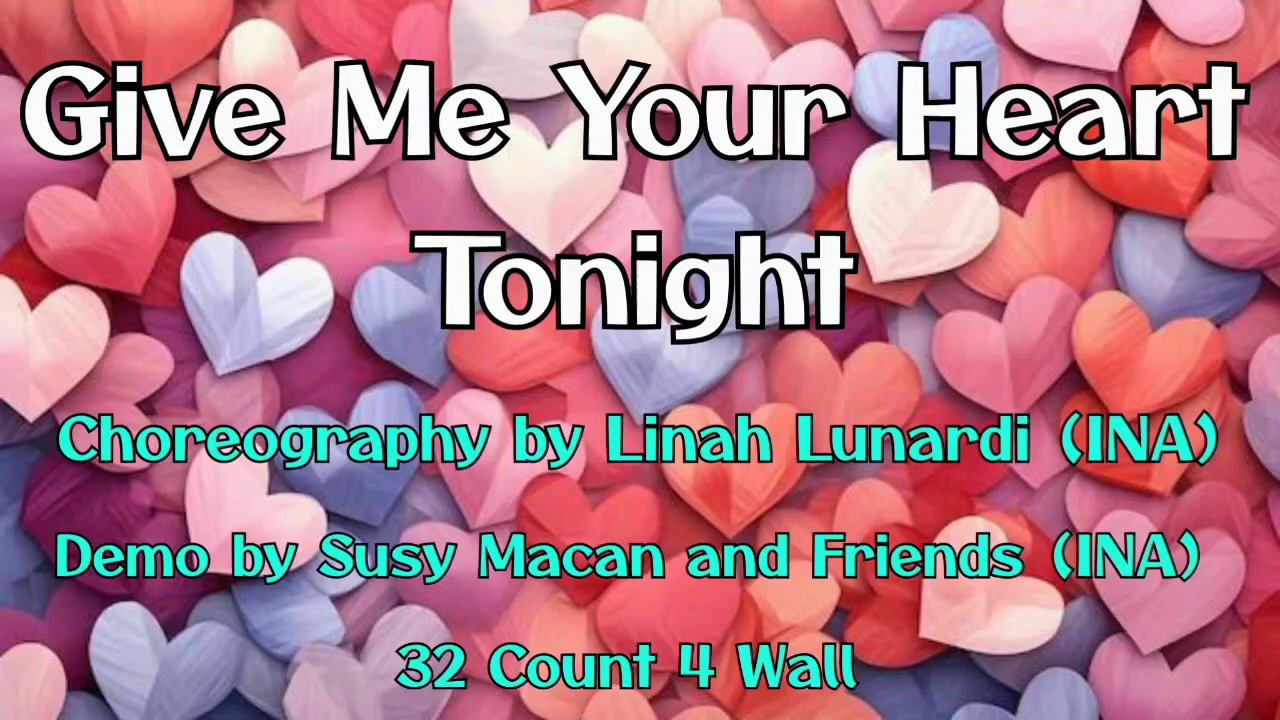 Give Me Your Heart
Tonight
Choreography by Linah Lunardi (INA)
Demo by Susy Macan and Friends (INA)
32 Count 4 Wall